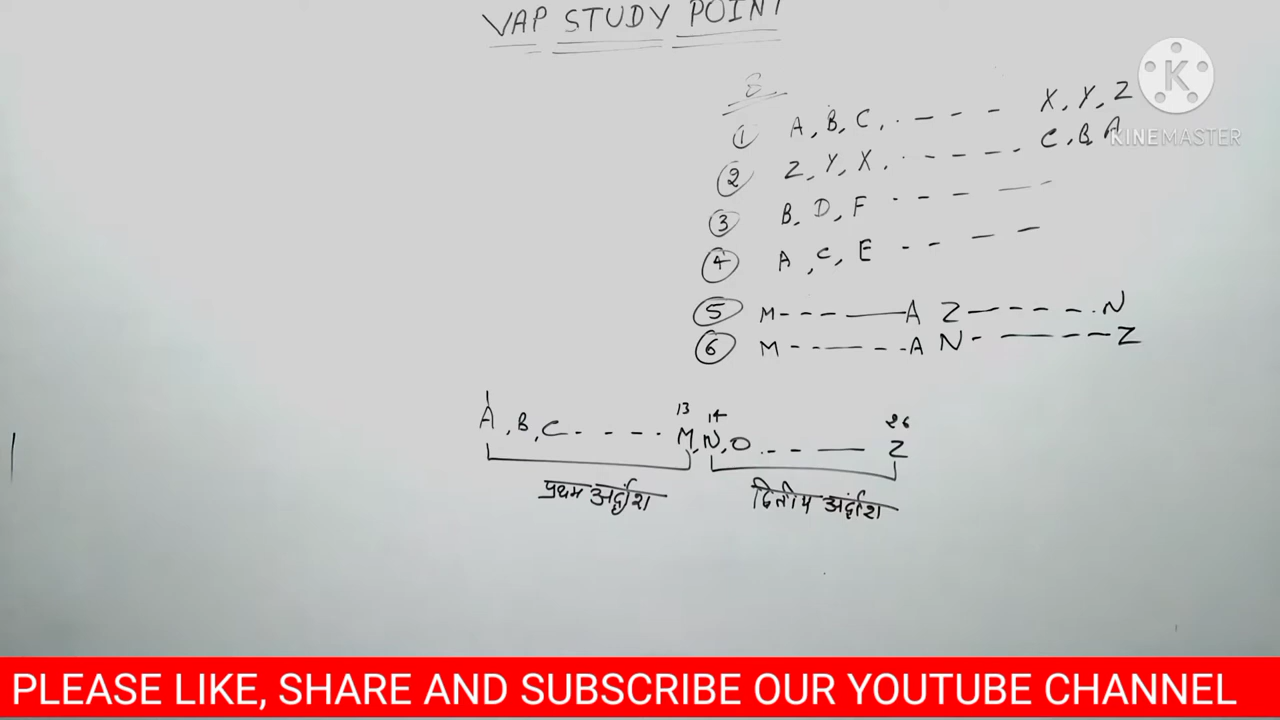 VAP STUDY POINT
K
KINEMASTER
① A, B, C, . - - - X, Y, Z
② Z, Y, X, . - - - . C, B, A
③ B, D, F . - - - -
④ A, C, E - - - -
⑤ M - - - — A Z - - - - - . N
⑥ M - - - - - A N - - - - - Z
A, B, C - - - - M, N, O . - - — Z
13 14 26
प्रथम अर्द्धांश द्वितीय अर्द्धांश
PLEASE LIKE, SHARE AND SUBSCRIBE OUR YOUTUBE CHANNEL